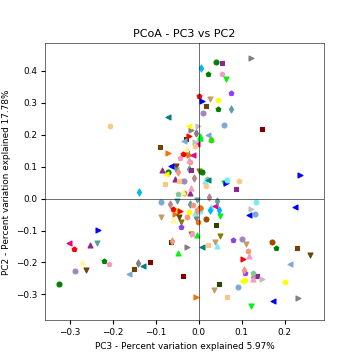 PCoA - PC3 vs PC2
PC2 - Percent variation explained 17.78%
0.4
0.3
0.2
0.1
0.0
−0.1
−0.2
−0.3
−0.3 −0.2 −0.1 0.0 0.1 0.2
PC3 - Percent variation explained 5.97%